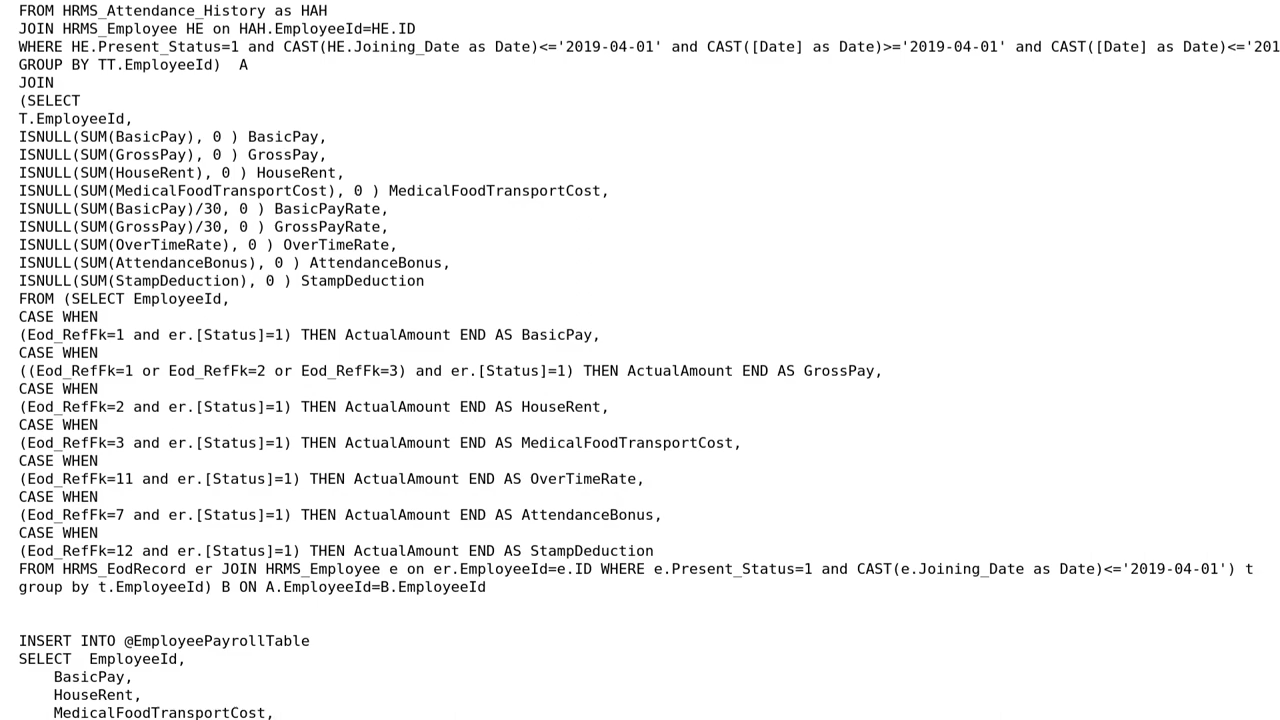 FROM HRMS_Attendance_History as HAH
JOIN HRMS_Employee HE on HAH.EmployeeId=HE.ID
WHERE HE.Present_Status=1 and CAST(HE.Joining_Date as Date)<='2019-04-01' and CAST([Date] as Date)>='2019-04-01' and CAST([Date] as Date)<='201
GROUP BY TT.EmployeeId)  A
JOIN
(SELECT
T.EmployeeId,
ISNULL(SUM(BasicPay), 0 ) BasicPay,
ISNULL(SUM(GrossPay), 0 ) GrossPay,
ISNULL(SUM(HouseRent), 0 ) HouseRent,
ISNULL(SUM(MedicalFoodTransportCost), 0 ) MedicalFoodTransportCost,
ISNULL(SUM(BasicPay)/30, 0 ) BasicPayRate,
ISNULL(SUM(GrossPay)/30, 0 ) GrossPayRate,
ISNULL(SUM(OverTimeRate), 0 ) OverTimeRate,
ISNULL(SUM(AttendanceBonus), 0 ) AttendanceBonus,
ISNULL(SUM(StampDeduction), 0 ) StampDeduction
FROM (SELECT EmployeeId,
CASE WHEN
(Eod_RefFk=1 and er.[Status]=1) THEN ActualAmount END AS BasicPay,
CASE WHEN
((Eod_RefFk=1 or Eod_RefFk=2 or Eod_RefFk=3) and er.[Status]=1) THEN ActualAmount END AS GrossPay,
CASE WHEN
(Eod_RefFk=2 and er.[Status]=1) THEN ActualAmount END AS HouseRent,
CASE WHEN
(Eod_RefFk=3 and er.[Status]=1) THEN ActualAmount END AS MedicalFoodTransportCost,
CASE WHEN
(Eod_RefFk=11 and er.[Status]=1) THEN ActualAmount END AS OverTimeRate,
CASE WHEN
(Eod_RefFk=7 and er.[Status]=1) THEN ActualAmount END AS AttendanceBonus,
CASE WHEN
(Eod_RefFk=12 and er.[Status]=1) THEN ActualAmount END AS StampDeduction
FROM HRMS_EodRecord er JOIN HRMS_Employee e on er.EmployeeId=e.ID WHERE e.Present_Status=1 and CAST(e.Joining_Date as Date)<='2019-04-01') t
group by t.EmployeeId) B ON A.EmployeeId=B.EmployeeId
INSERT INTO @EmployeePayrollTable
SELECT  EmployeeId,
    BasicPay,
    HouseRent,
    MedicalFoodTransportCost,